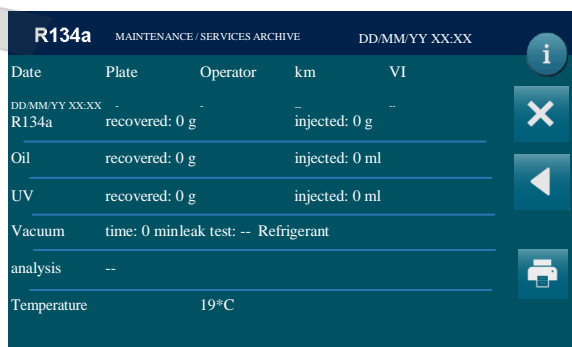 R134a MAINTENANCE / SERVICES ARCHIVE DD/MM/YY XX:XX
i
Date Plate Operator km VI
DD/MM/YY XX:XX - - -- --
R134a recovered: 0 g injected: 0 g
Oil recovered: 0 g injected: 0 ml
UV recovered: 0 g injected: 0 ml
Vacuum time: 0 minleak test: -- Refrigerant
analysis --
Temperature 19*C